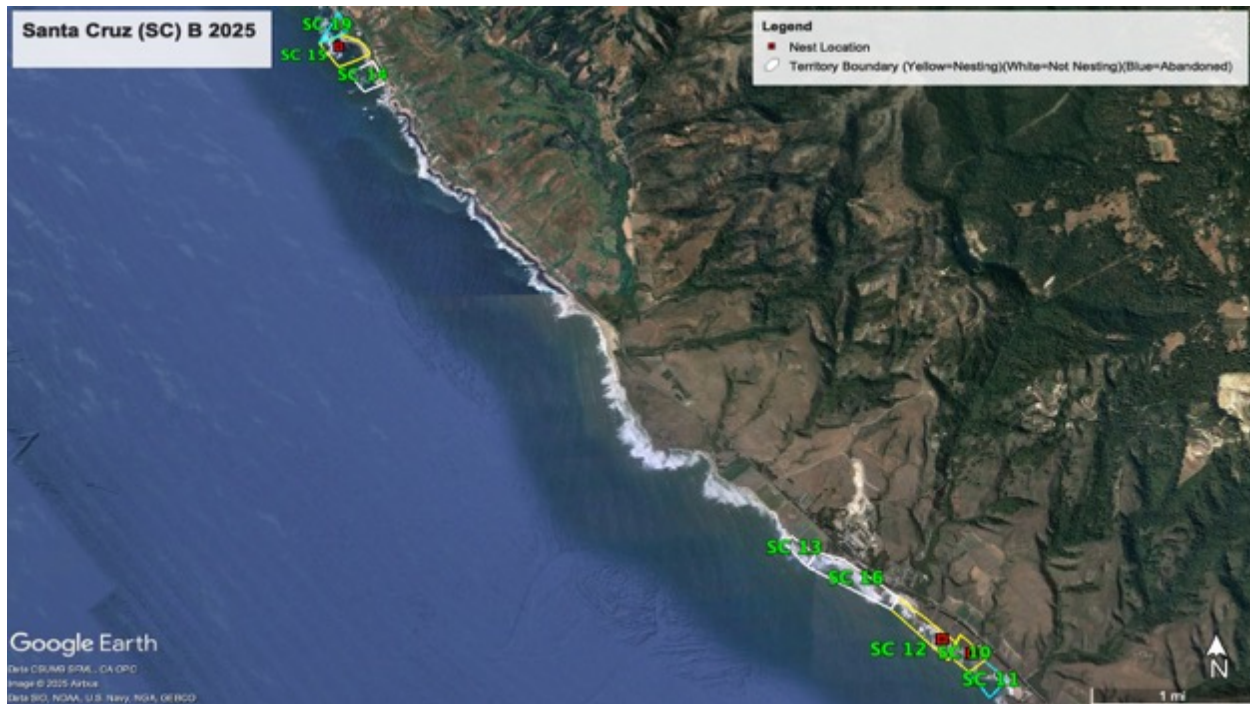 Santa Cruz (SC) B 2025
Legend
Nest Location
Territory Boundary (Yellow=Nesting)(White=Not Nesting)(Blue=Abandoned)
SC 19
SC 15
SC 14
SC 13
SC 16
SC 12
SC 10
SC 11
Google Earth
Data CSUMB SFML, CA OPC
Image © 2025 Airbus
Data SIO, NOAA, U.S. Navy, NGA, GEBCO
N
1 mi